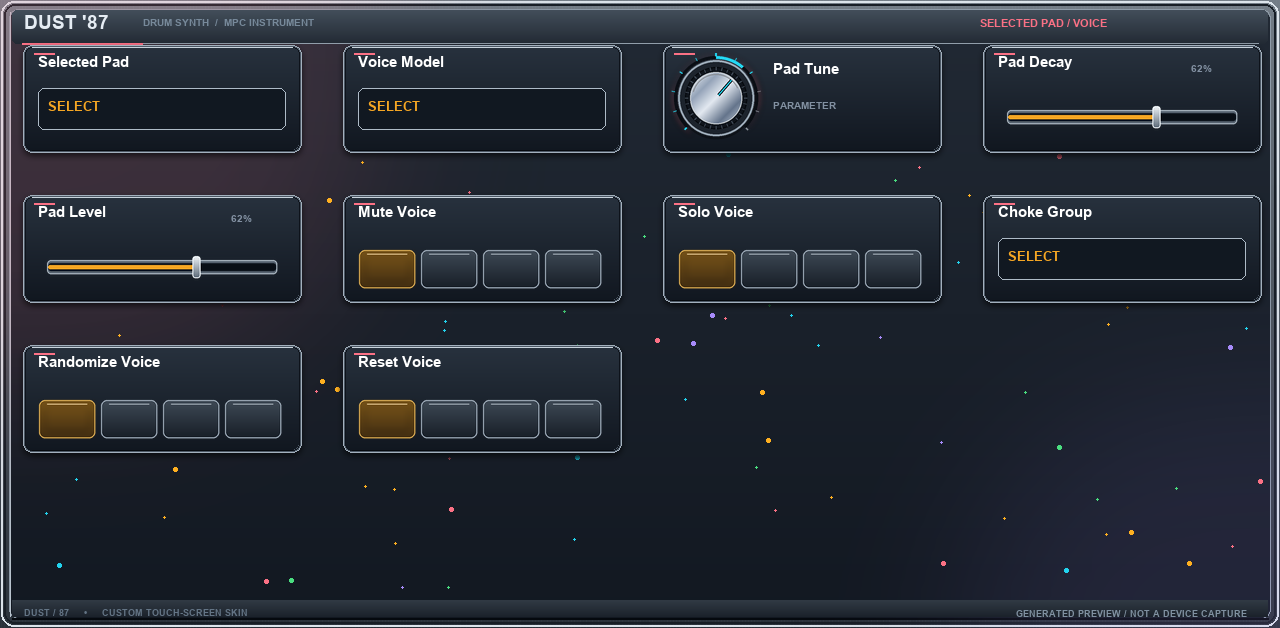 DUST '87
DRUM SYNTH / MPC INSTRUMENT
SELECTED PAD / VOICE
Selected Pad
SELECT
Voice Model
SELECT
Pad Tune
PARAMETER
Pad Decay
62%
Pad Level
62%
Mute Voice
Solo Voice
Choke Group
SELECT
Randomize Voice
Reset Voice
DUST / 87 • CUSTOM TOUCH-SCREEN SKIN
GENERATED PREVIEW / NOT A DEVICE CAPTURE